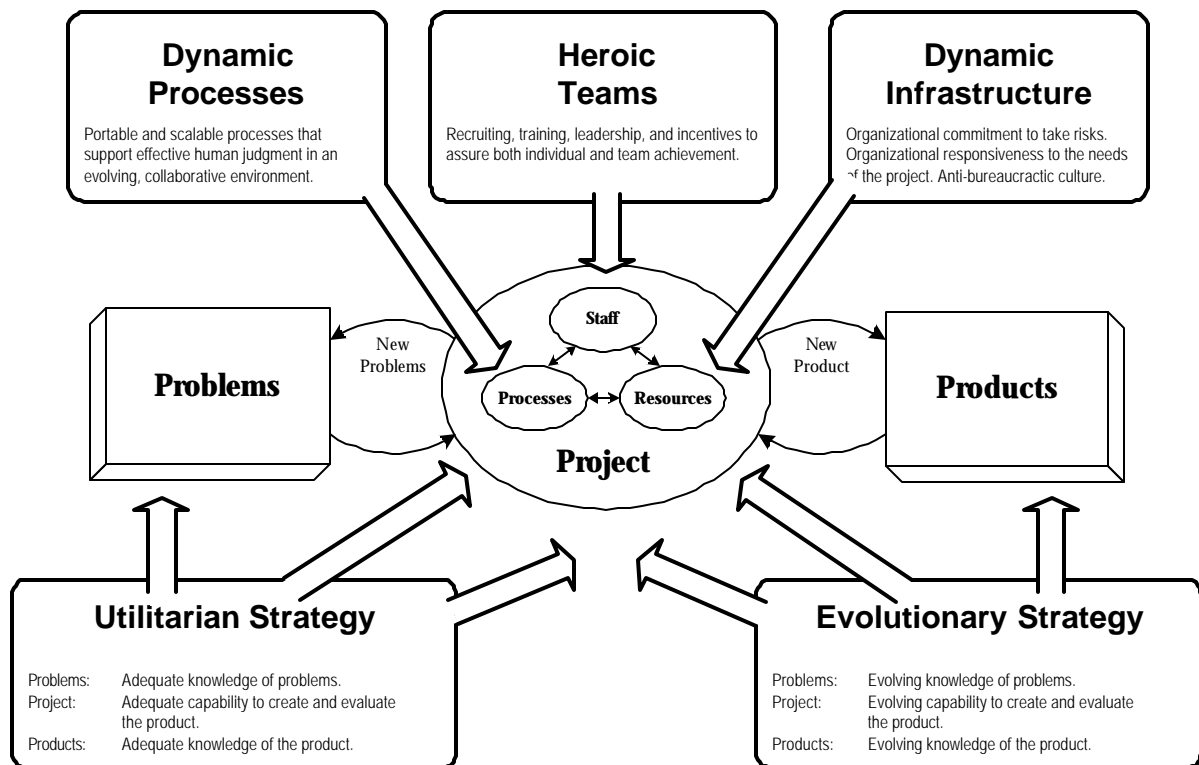 Dynamic
Processes
Portable and scalable processes that
support effective human judgment in an
evolving, collaborative environment.
Heroic
Teams
Recruiting, training, leadership, and incentives to
assure both individual and team achievement.
Dynamic
Infrastructure
Organizational commitment to take risks.
Organizational responsiveness to the needs
of the project. Anti-bureaucractic culture.
Problems
New
Problems
Staff
Processes
Resources
Project
New
Product
Products
Utilitarian Strategy
Problems: Adequate knowledge of problems.
Project: Adequate capability to create and evaluate
the product.
Products: Adequate knowledge of the product.
Evolutionary Strategy
Problems: Evolving knowledge of problems.
Project: Evolving capability to create and evaluate
the product.
Products: Evolving knowledge of the product.